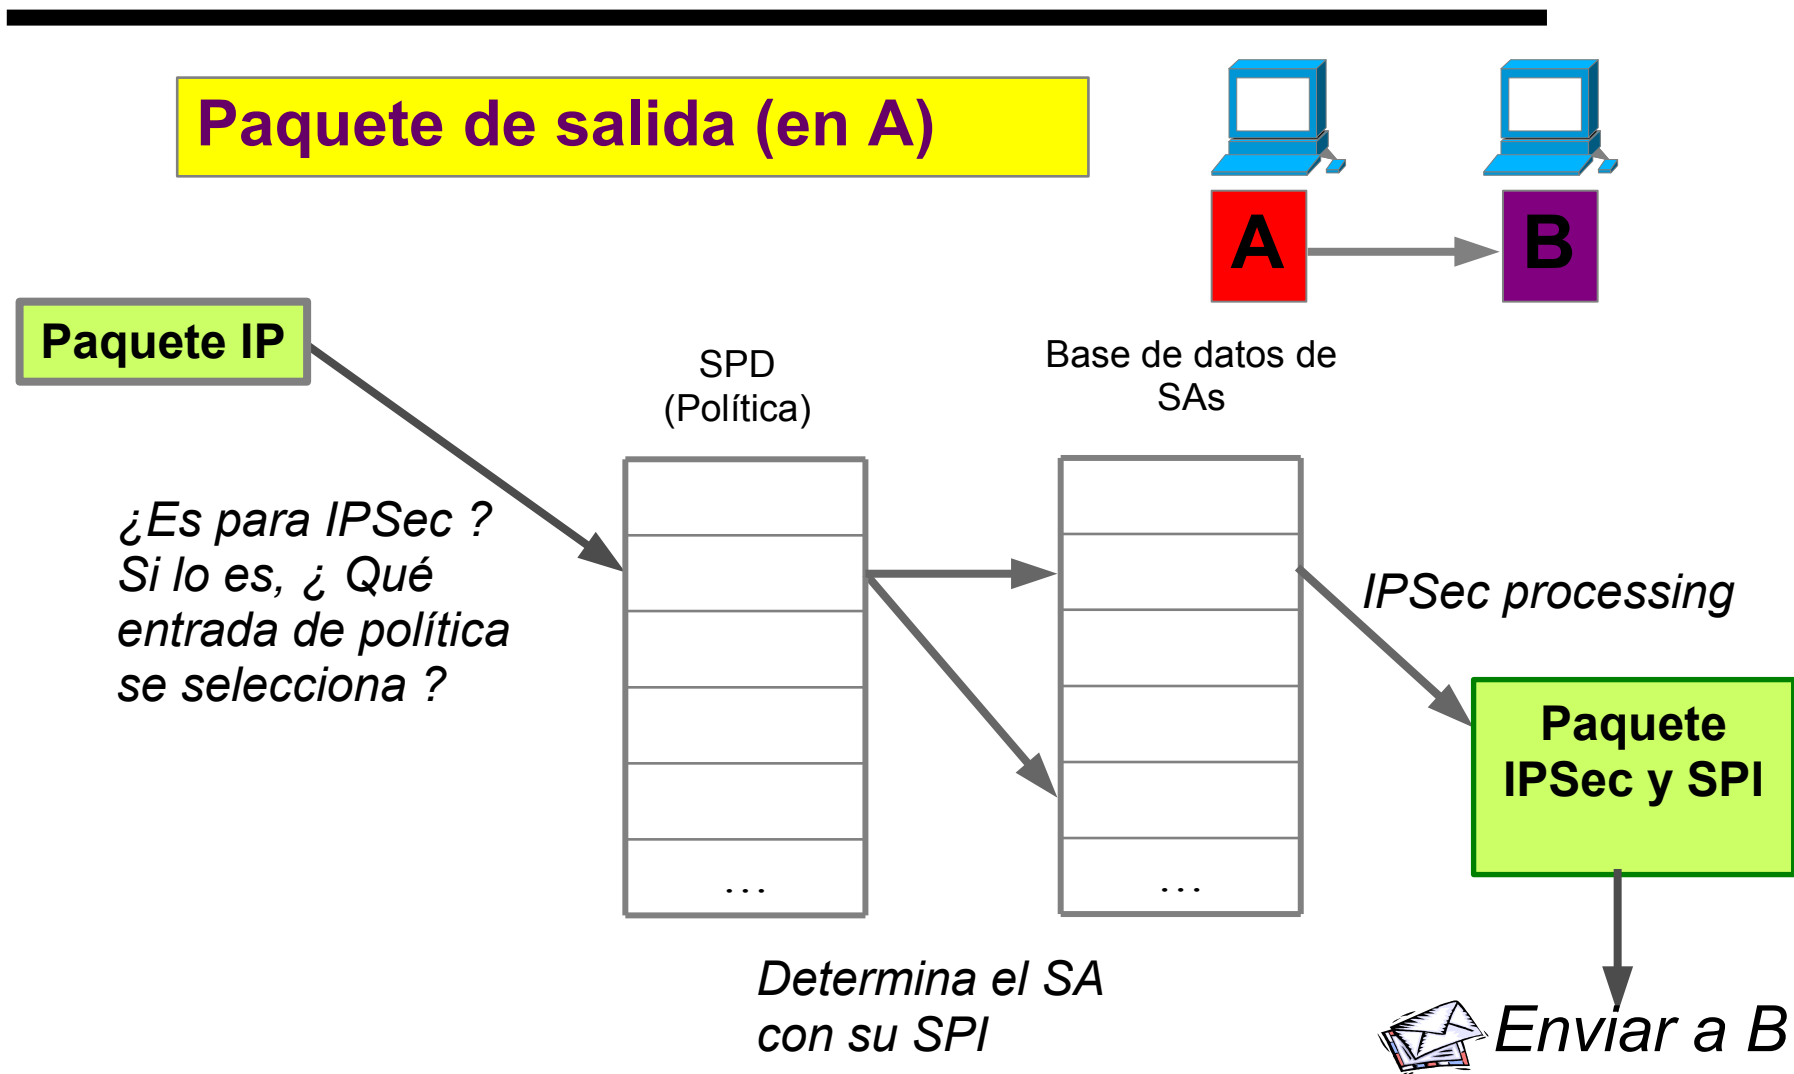 Paquete de salida (en A)
A
B
Paquete IP
SPD
(Política)
Base de datos de
SAs
¿Es para IPSec ?
Si lo es, ¿ Qué
entrada de política
se selecciona ?
IPSec processing
Paquete
IPSec y SPI
...
...
Determina el SA
con su SPI
Enviar a B